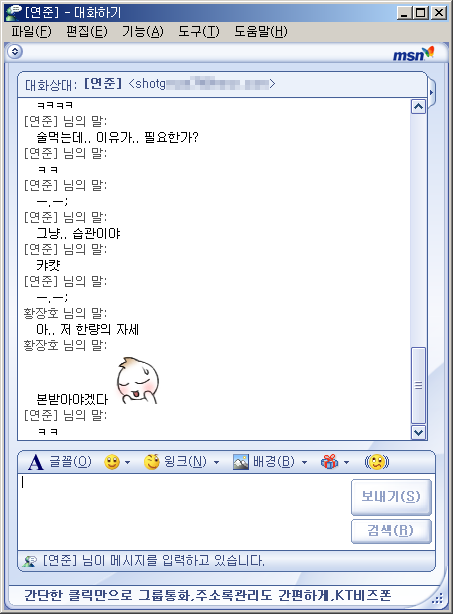 [연준] - 대화하기
파일(F) 편집(E) 기능(A) 도구(T) 도움말(H)
msn
대화상대: [연준] <shotg
ㅋㅋㅋㅋ
[연준] 님의 말:
술먹는데.. 이유가.. 필요한가?
[연준] 님의 말:
ㅋㅋ
[연준] 님의 말:
ㅡ.ㅡ;
[연준] 님의 말:
그냥.. 습관이야
[연준] 님의 말:
캬캿
[연준] 님의 말:
ㅡ.ㅡ;
황장호 님의 말:
아.. 저 한량의 자세
황장호 님의 말:
본받아야겠다
[연준] 님의 말:
ㅋㅋ
A 글꼴(O) 윙크(N) 배경(B)
보내기(S)
검색(R)
[연준] 님이 메시지를 입력하고 있습니다.
간단한 클릭만으로 그룹통화,주소록관리도 간편하게,KT비즈폰